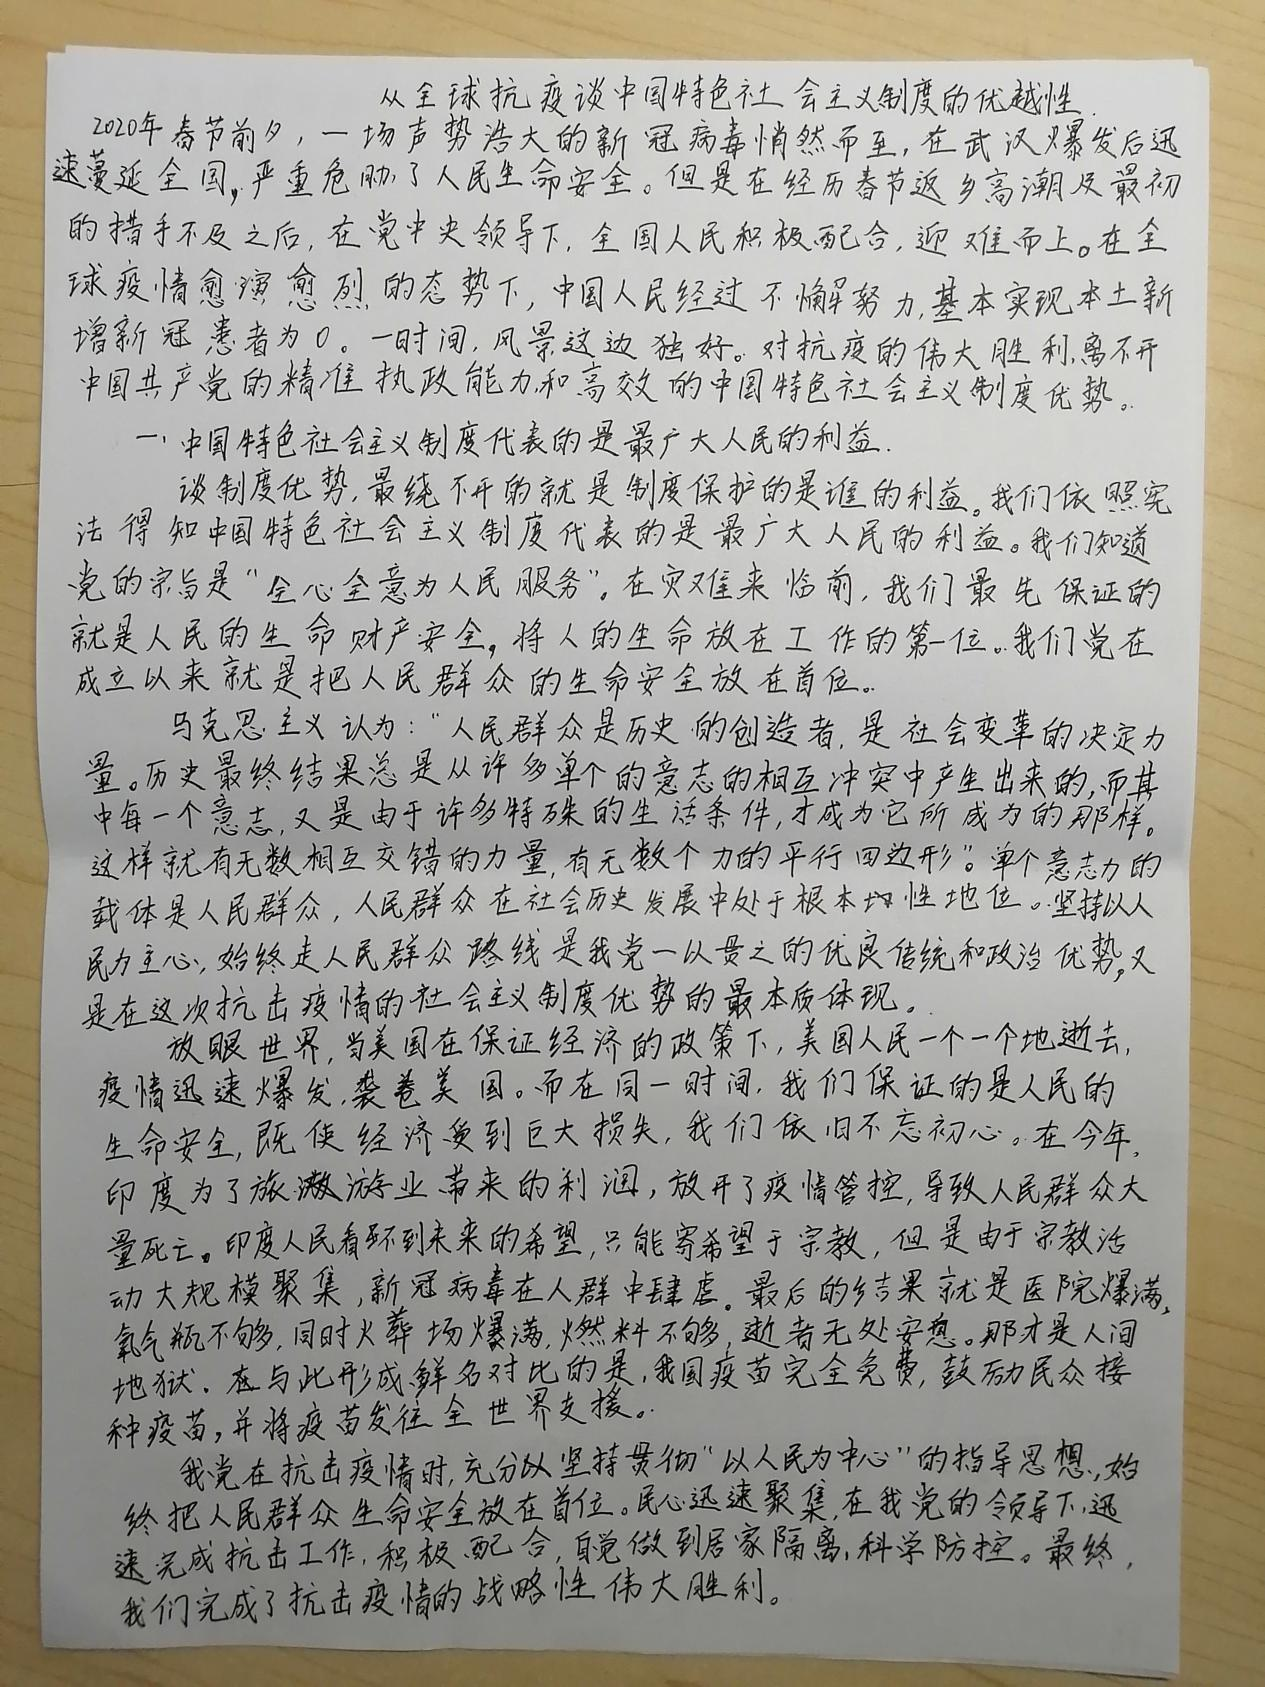 从全球抗疫谈中国特色社会主义制度的优越性.
2020年春节前夕，一场声势浩大的新冠病毒悄然而至，在武汉爆发后迅
速蔓延全国，严重危胁了人民生命安全。但是在经历春节返乡高潮及最初
的措手不及之后，在党中央领导下，全国人民积极配合，迎难而上。在全
球疫情愈演愈烈的态势下，中国人民经过不懈努力，基本实现本土新
增新冠患者为0。一时间，风景这边独好。对抗疫的伟大胜利，离不开
中国共产党的精准执政能力，和高效的中国特色社会主义制度优势。
一、中国特色社会主义制度代表的是最广大人民的利益.
谈制度优势，最绕不开的就是制度保护的是谁的利益。我们依照宪
法得知中国特色社会主义制度代表的是最广大人民的利益。我们知道
党的宗旨是“全心全意为人民服务”。在灾难来临前，我们最先保证的
就是人民的生命财产安全，将人的生命放在工作的第一位。我们党在
成立以来就是把人民群众的生命安全放在首位。
马克思主义认为：“人民群众是历史的创造者，是社会变革的决定力
量。历史最终结果总是从许多单个的意志的相互冲突中产生出来的，而其
中每一个意志，又是由于许多特殊的生活条件，才成为它所成为的那样。
这样就有无数相互交错的力量，有无数个力的平行四边形”。单个意志力的
载体是人民群众，人民群众在社会历史发展中处于根本性地位。坚持以人
民为主心，始终走人民群众路线是我党一以贯之的优良传统和政治优势，又
是在这次抗击疫情的社会主义制度优势的最本质体现。
放眼世界，当美国在保证经济的政策下，美国人民一个一个地逝去，
疫情迅速爆发，袭卷美国。而在同一时间，我们保证的是人民的
生命安全，既使经济受到巨大损失，我们依旧不忘初心。在今年，
印度为了旅游业带来的利润，放开了疫情管控，导致人民群众大
量死亡。印度人民看不到未来的希望，只能寄希望于宗教，但是由于宗教活
动大规模聚集，新冠病毒在人群中肆虐。最后的结果就是医院爆满，
氧气瓶不够，同时火葬场爆满，燃料不够，逝者无处安息。那才是人间
地狱。在与此形成鲜名对比的是，我国疫苗完全免费，鼓励民众接
种疫苗，并将疫苗发往全世界支援。
我党在抗击疫情时，充分以坚持贯彻“以人民为中心”的指导思想，始
终把人民群众生命安全放在首位。民心迅速聚集，在我党的领导下，迅
速完成抗击工作，积极配合，自觉做到居家隔离，科学防控。最终，
我们完成了抗击疫情的战略性伟大胜利。